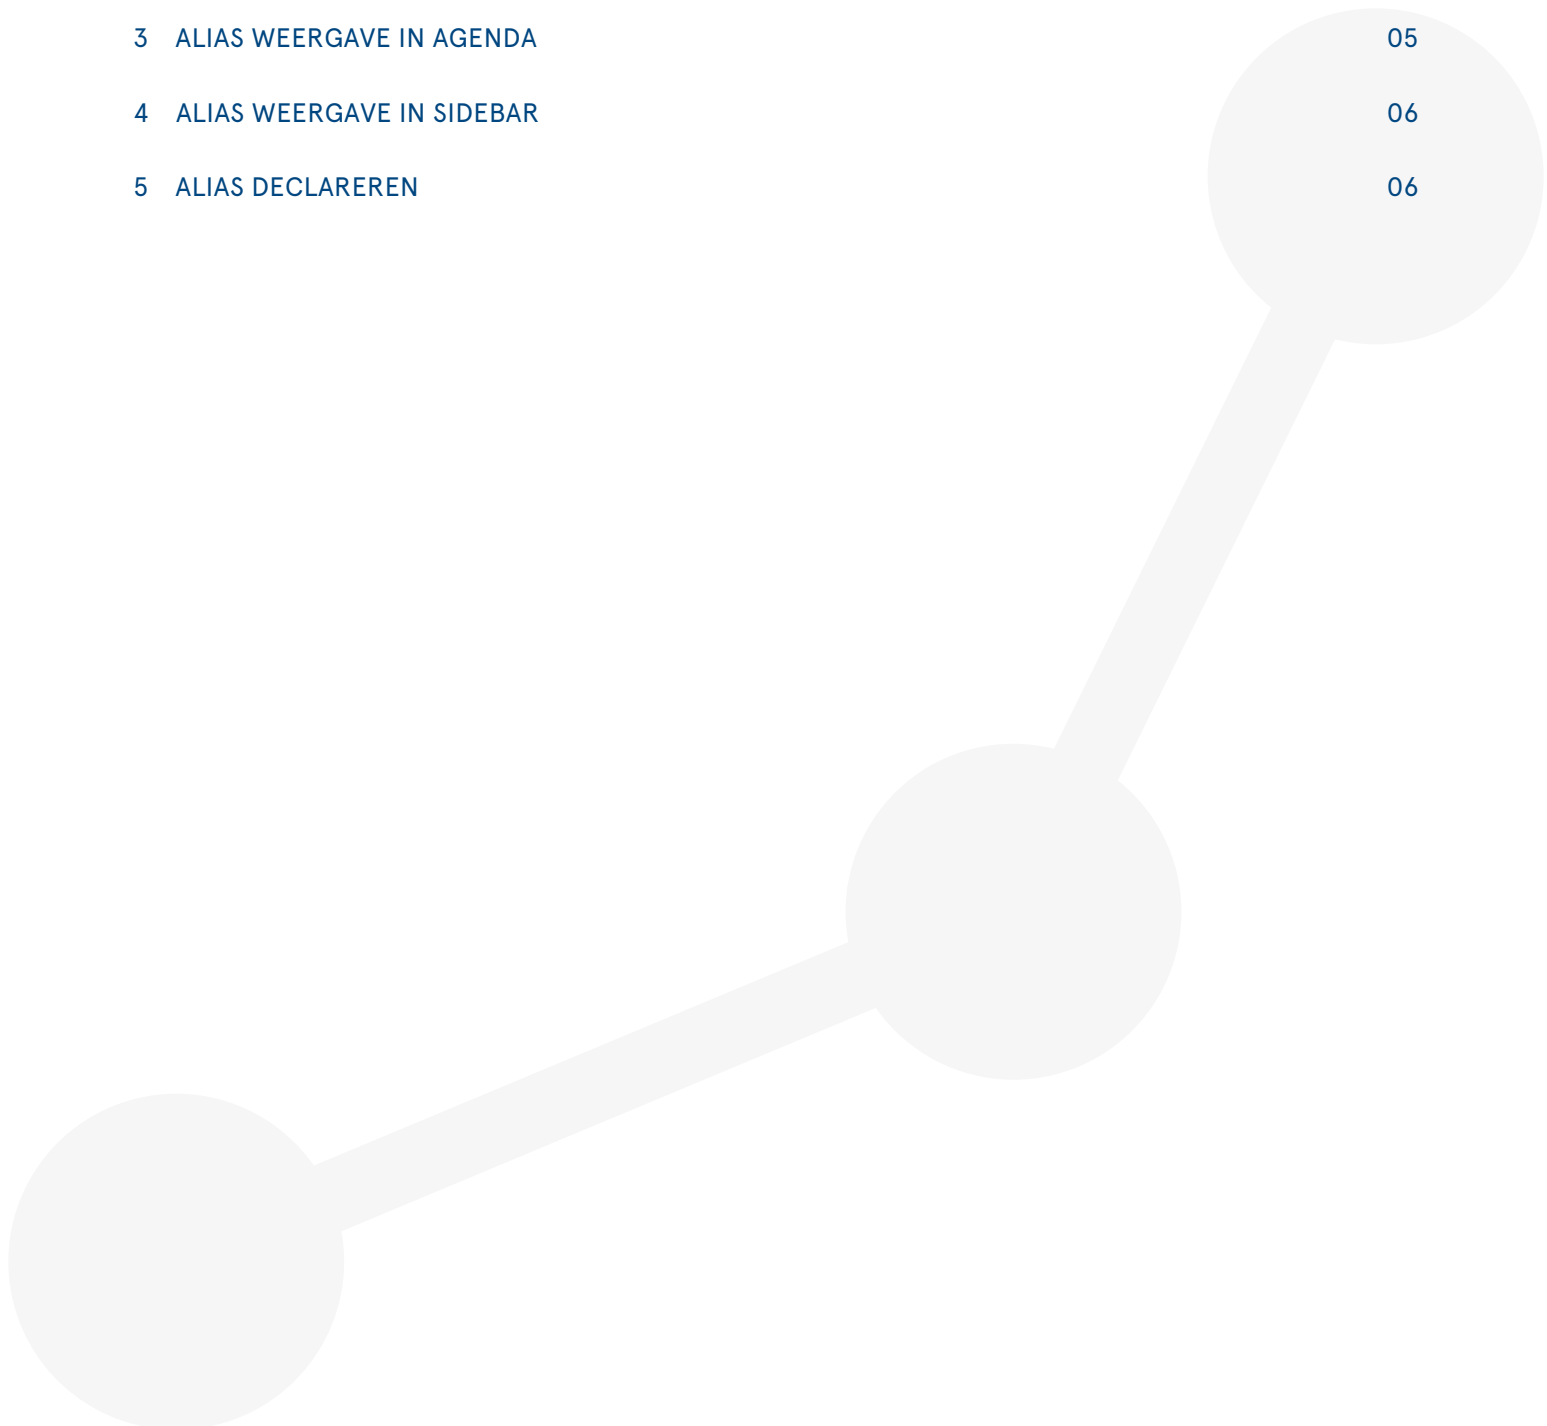 3 ALIAS WEERGAVE IN AGENDA 05
4 ALIAS WEERGAVE IN SIDEBAR 06
5 ALIAS DECLAREREN 06